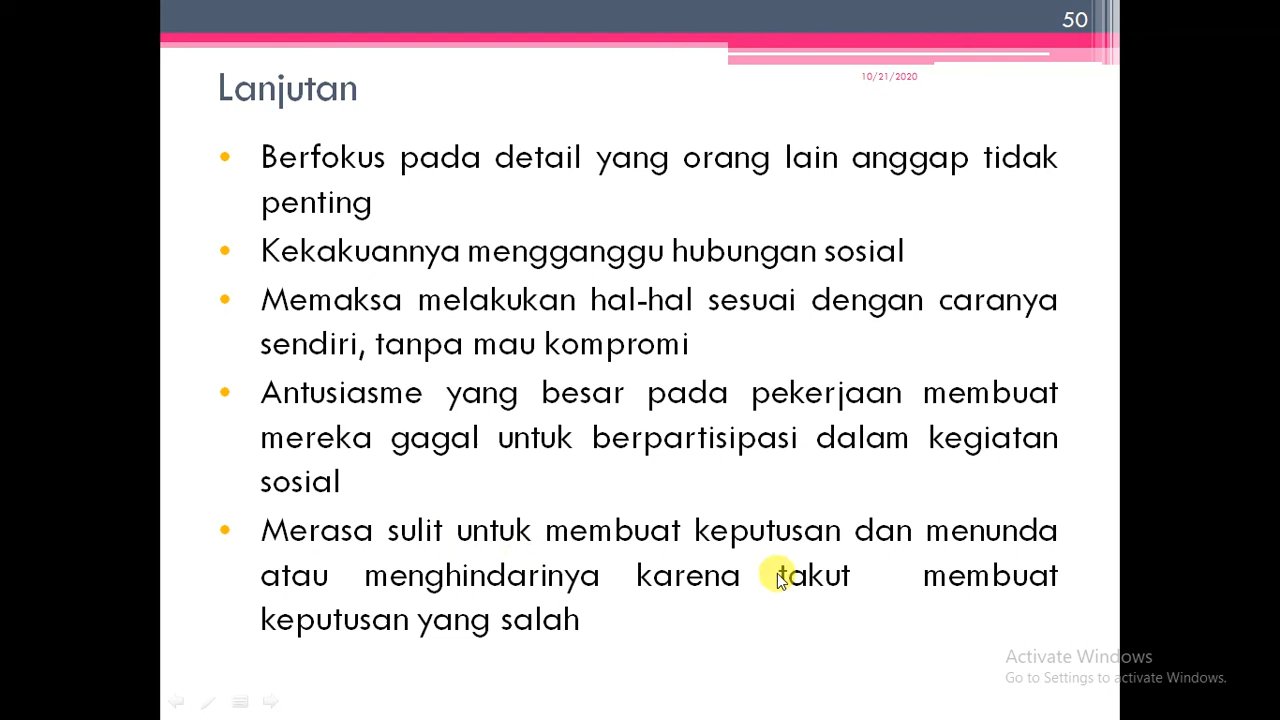 50
10/21/2020
Lanjutan
• Berfokus pada detail yang orang lain anggap tidak
penting
• Kekakuannya mengganggu hubungan sosial
• Memaksa melakukan hal-hal sesuai dengan caranya
sendiri, tanpa mau kompromi
• Antusiasme yang besar pada pekerjaan membuat
mereka gagal untuk berpartisipasi dalam kegiatan
sosial
• Merasa sulit untuk membuat keputusan dan menunda
atau menghindarinya karena takut membuat
keputusan yang salah
Activate Windows
Go to Settings to activate Windows.